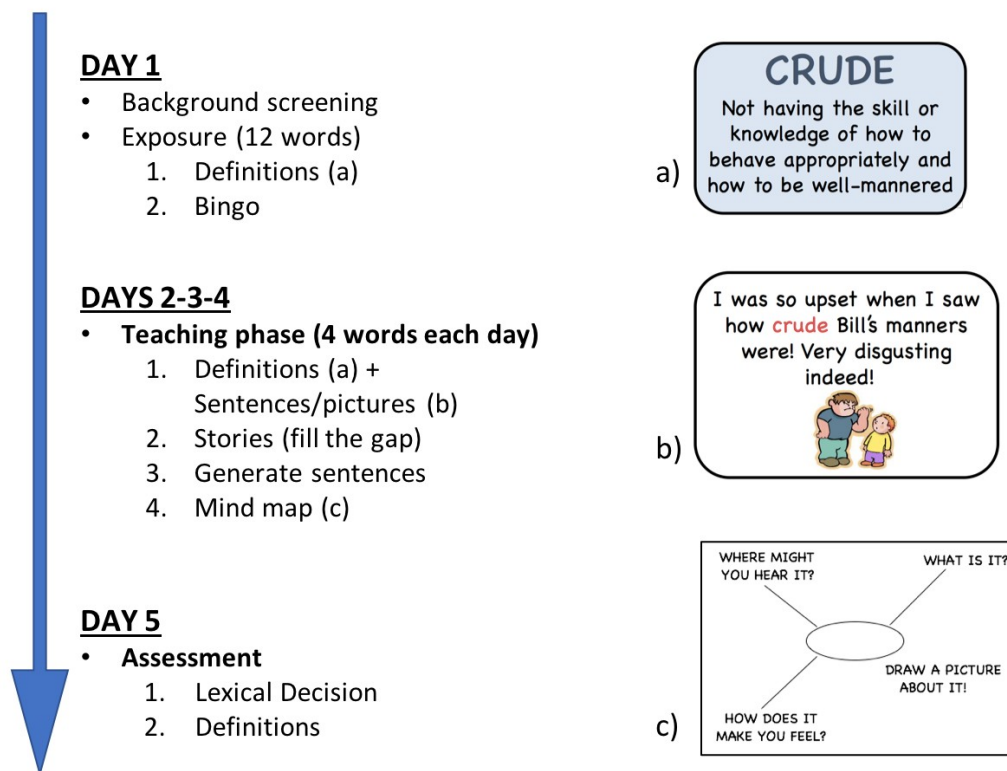 DAY 1
• Background screening
• Exposure (12 words)
1. Definitions (a)
2. Bingo
DAYS 2-3-4
• Teaching phase (4 words each day)
1. Definitions (a) +
Sentences/pictures (b)
2. Stories (fill the gap)
3. Generate sentences
4. Mind map (c)
DAY 5
• Assessment
1. Lexical Decision
2. Definitions
a)
CRUDE
Not having the skill or
knowledge of how to
behave appropriately and
how to be well-mannered
b)
I was so upset when I saw
how crude Bill's manners
were! Very disgusting
indeed!
c)
WHERE MIGHT
YOU HEAR IT?
WHAT IS IT?
DRAW A PICTURE
ABOUT IT!
HOW DOES IT
MAKE YOU FEEL?